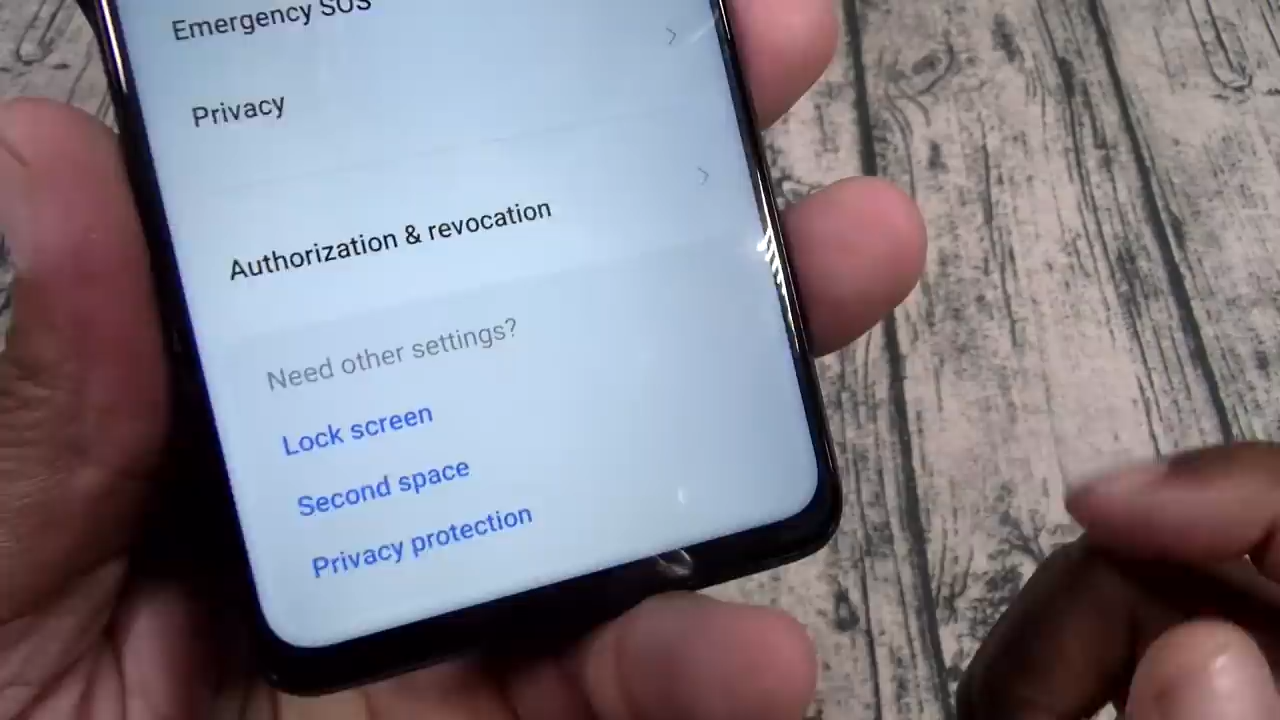 Emergency SOS
Privacy
Authorization & revocation
Need other settings?
Lock screen
Second space
Privacy protection